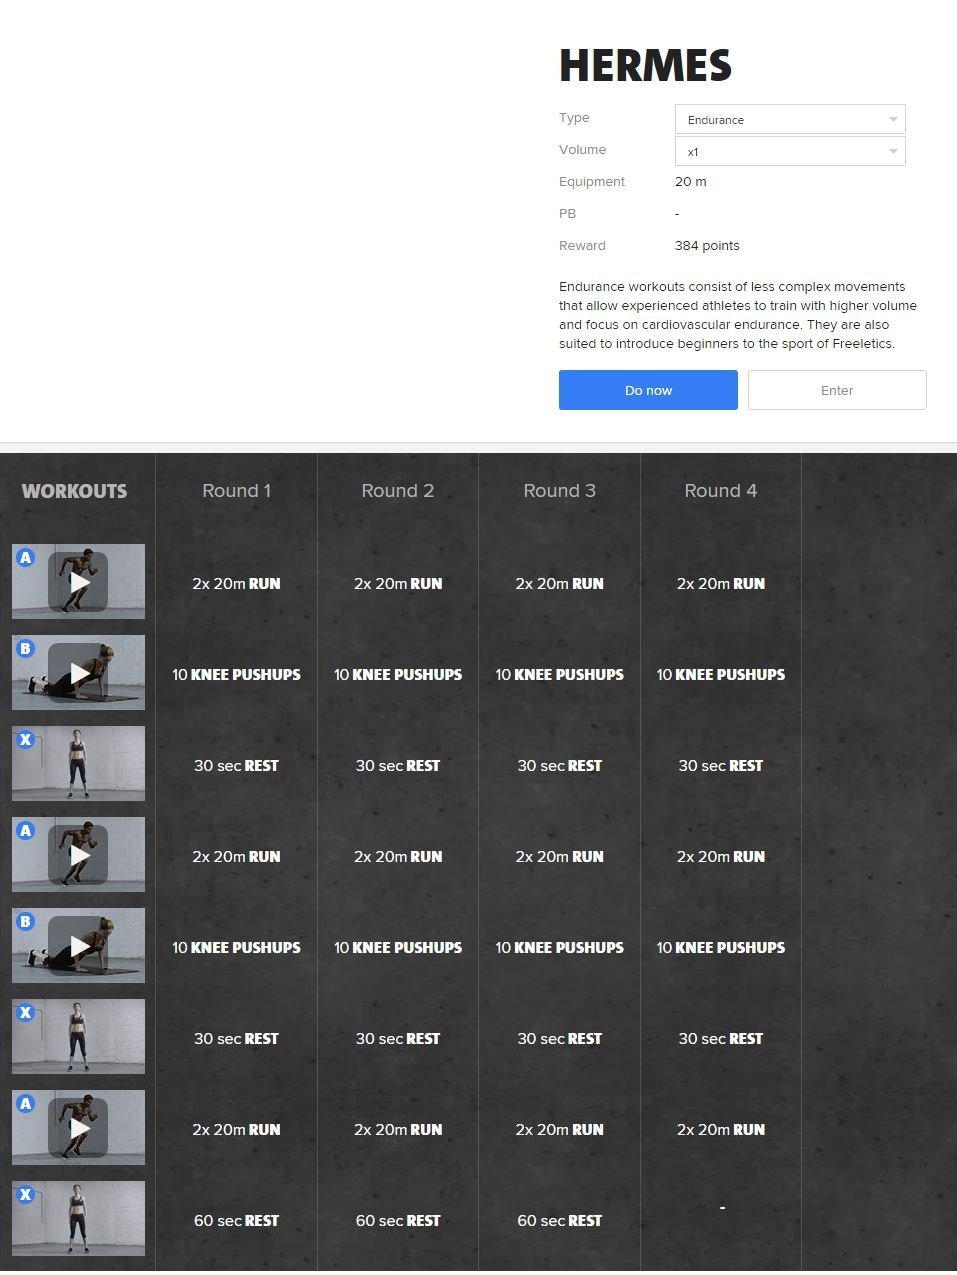 HERMES
Type Endurance
Volume x1
Equipment 20 m
PB -
Reward 384 points
Endurance workouts consist of less complex movements
that allow experienced athletes to train with higher volume
and focus on cardiovascular endurance. They are also
suited to introduce beginners to the sport of Freeletics.
Do now Enter
WORKOUTS Round 1 Round 2 Round 3 Round 4
A 2x 20m RUN 2x 20m RUN 2x 20m RUN 2x 20m RUN
B 10 KNEE PUSHUPS 10 KNEE PUSHUPS 10 KNEE PUSHUPS 10 KNEE PUSHUPS
X 30 sec REST 30 sec REST 30 sec REST 30 sec REST
A 2x 20m RUN 2x 20m RUN 2x 20m RUN 2x 20m RUN
B 10 KNEE PUSHUPS 10 KNEE PUSHUPS 10 KNEE PUSHUPS 10 KNEE PUSHUPS
X 30 sec REST 30 sec REST 30 sec REST 30 sec REST
A 2x 20m RUN 2x 20m RUN 2x 20m RUN 2x 20m RUN
X 60 sec REST 60 sec REST 60 sec REST -